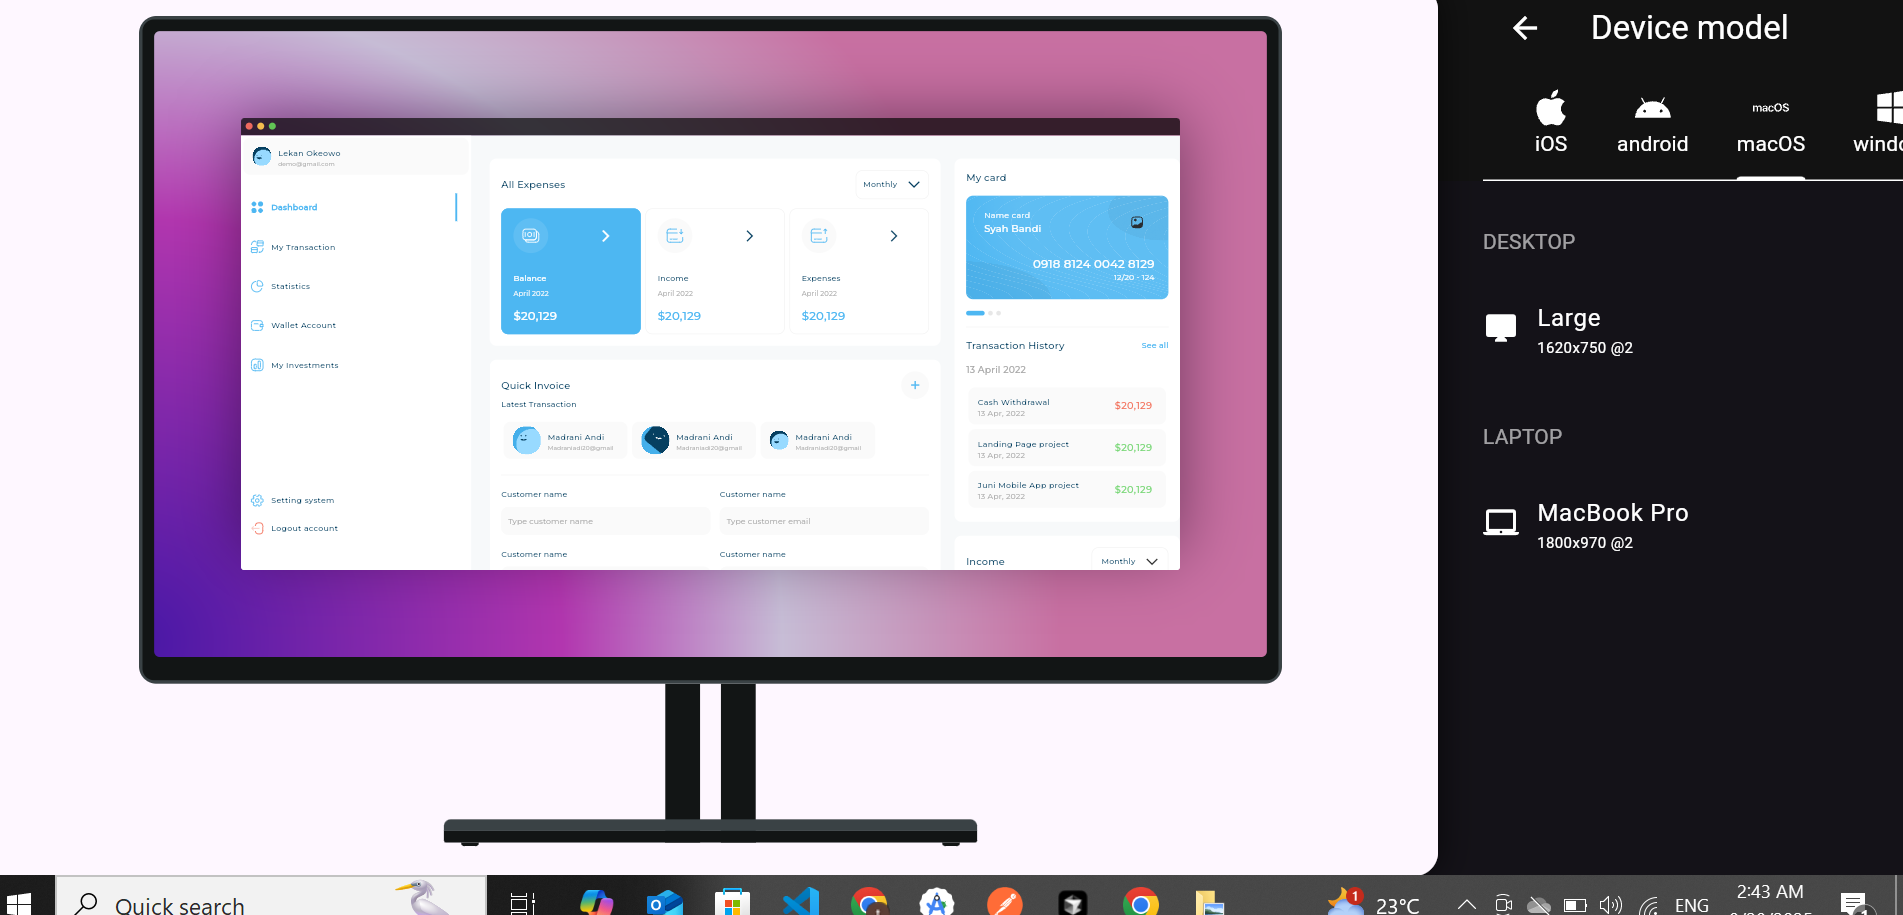 Lekan Okeowo
demo@gmail.com
Dashboard
My Transaction
Statistics
Wallet Account
My Investments
Setting system
Logout account
All Expenses
Monthly
Balance
April 2022
$20,129
Income
April 2022
$20,129
Expenses
April 2022
$20,129
Quick Invoice
Latest Transaction
Madrani Andi
Madraniadi20@gmail
Madrani Andi
Madraniadi20@gmail
Madrani Andi
Madraniadi20@gmail
Customer name
Customer name
Type customer name
Type customer email
Customer name
Customer name
My card
Name card
Syah Bandi
0918 8124 0042 8129
12/20 - 124
Transaction History
See all
13 April 2022
Cash Withdrawal
13 Apr, 2022
$20,129
Landing Page project
13 Apr, 2022
$20,129
Juni Mobile App project
13 Apr, 2022
$20,129
Income
Monthly
Device model
macOS
iOS
android
macOS
windo
DESKTOP
Large
1620x750 @2
LAPTOP
MacBook Pro
1800x970 @2
Quick search
1
23°C
ENG
2:43 AM